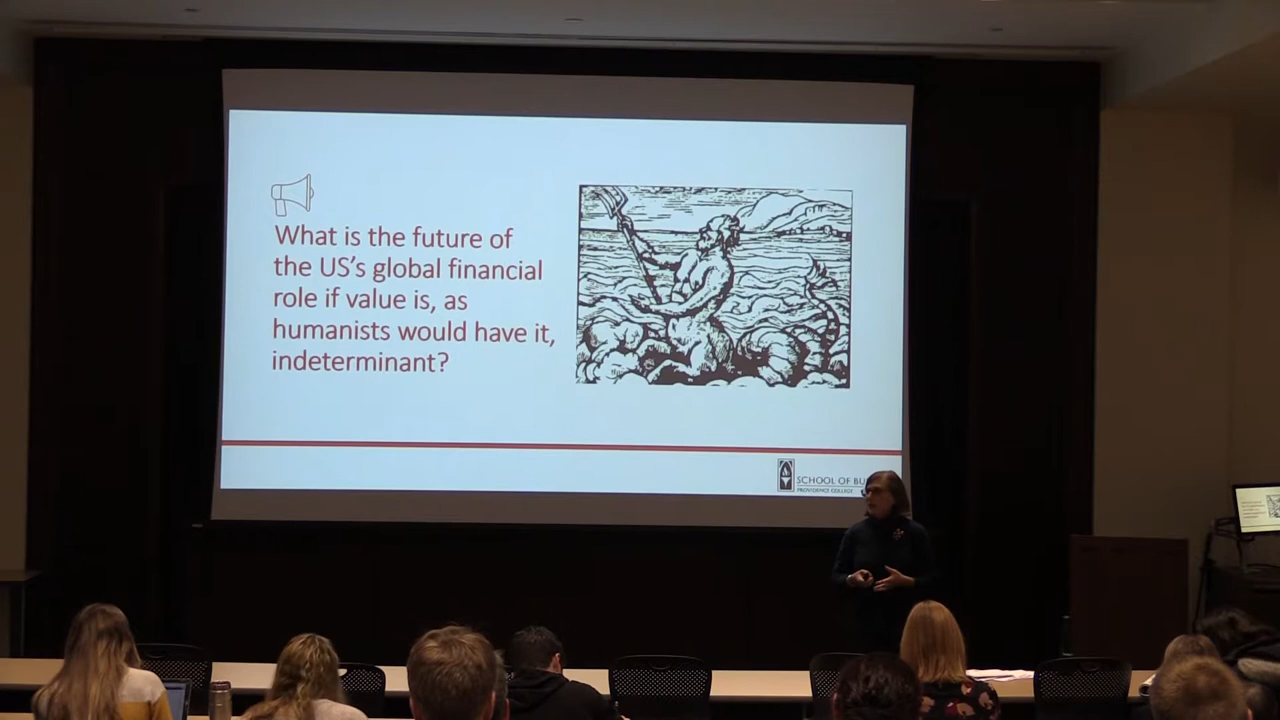 What is the future of
the US's global financial
role if value is, as
humanists would have it,
indeterminant?
SCHOOL OF BU
PROVIDENCE COLLEGE